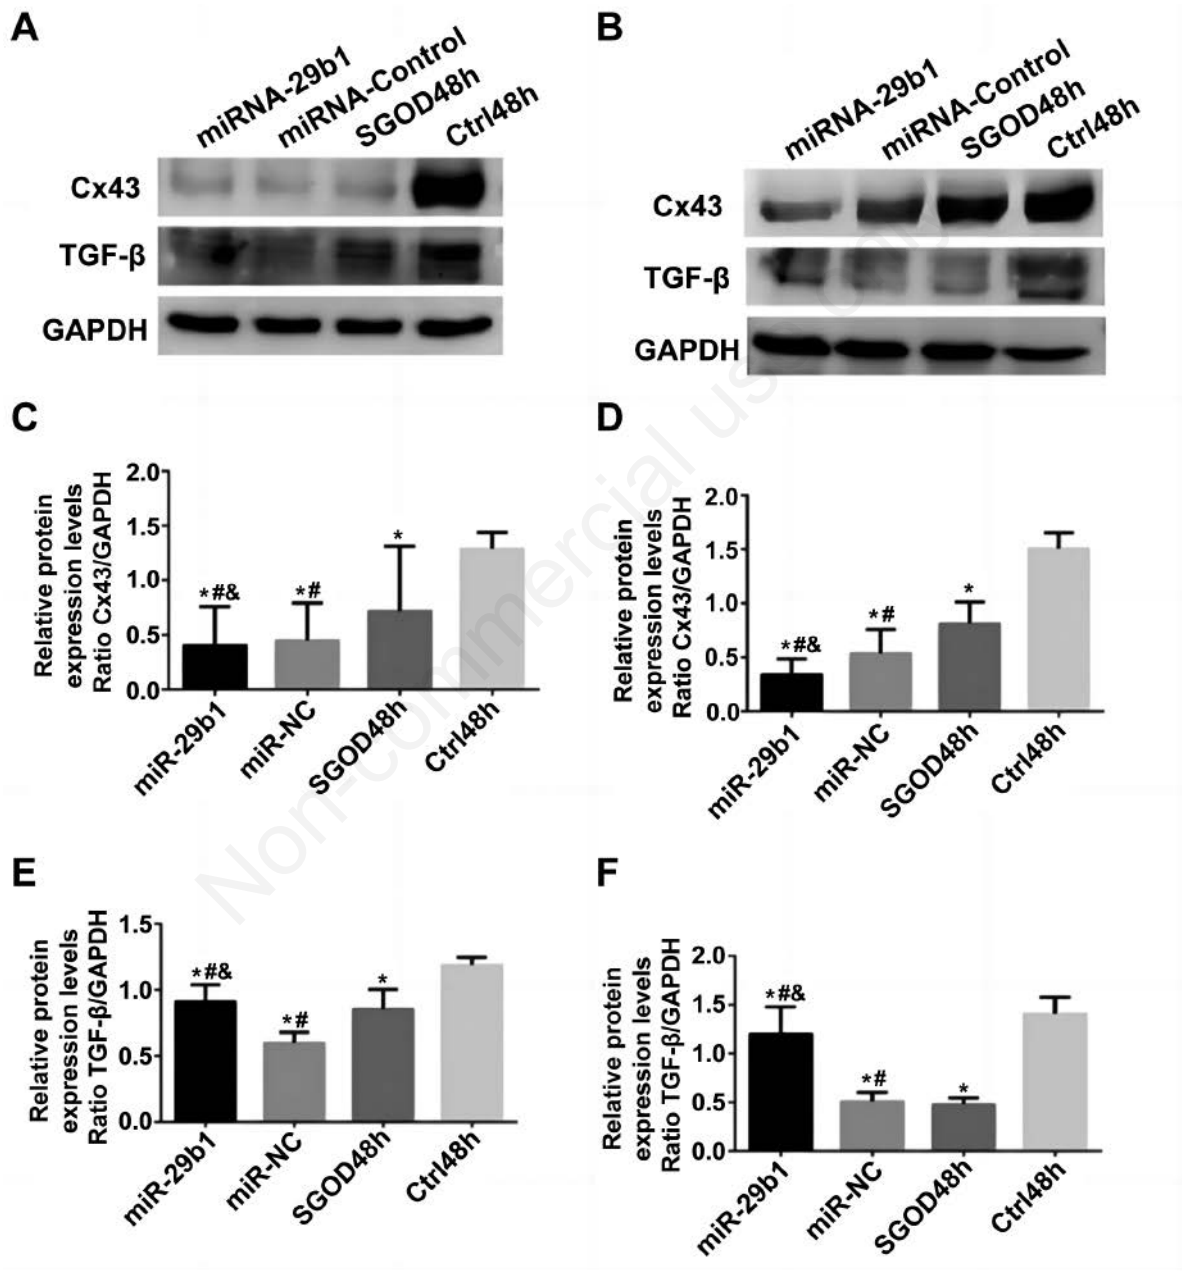 A
miRNA-29b1
miRNA-Control
SGOD48h
Ctrl48h
Cx43
TGF-β
GAPDH
B
miRNA-29b1
miRNA-Control
SGOD48h
Ctrl48h
Cx43
TGF-β
GAPDH
C
Relative protein
expression levels
Ratio Cx43/GAPDH
2.0
1.5
1.0
0.5
0.0
*#&
*#
*
miR-29b1
miR-NC
SGOD48h
Ctrl48h
D
Relative protein
expression levels
Ratio Cx43/GAPDH
2.0
1.5
1.0
0.5
0.0
*#&
*#
*
miR-29b1
miR-NC
SGOD48h
Ctrl48h
E
Relative protein
expression levels
Ratio TGF-β/GAPDH
1.5
1.0
0.5
0.0
*#&
*#
*
miR-29b1
miR-NC
SGOD48h
Ctrl48h
F
Relative protein
expression levels
Ratio TGF-β/GAPDH
2.0
1.5
1.0
0.5
0.0
*#&
*#
*
miR-29b1
miR-NC
SGOD48h
Ctrl48h
Non-commercial use only